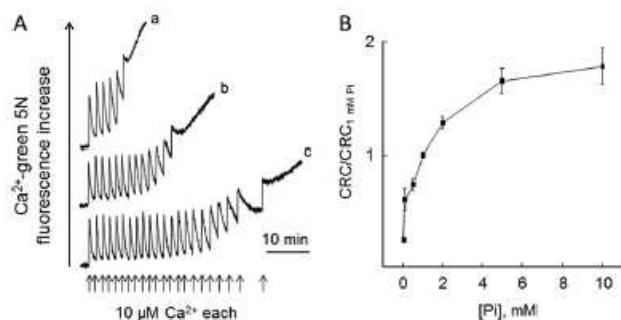 A
Ca²⁺-green 5N
fluorescence increase
a
b
c
10 min
10 µM Ca²⁺ each
B
CRC/CRC₁ mM Pi
2
1
0
2
4
6
8
10
[Pi], mM